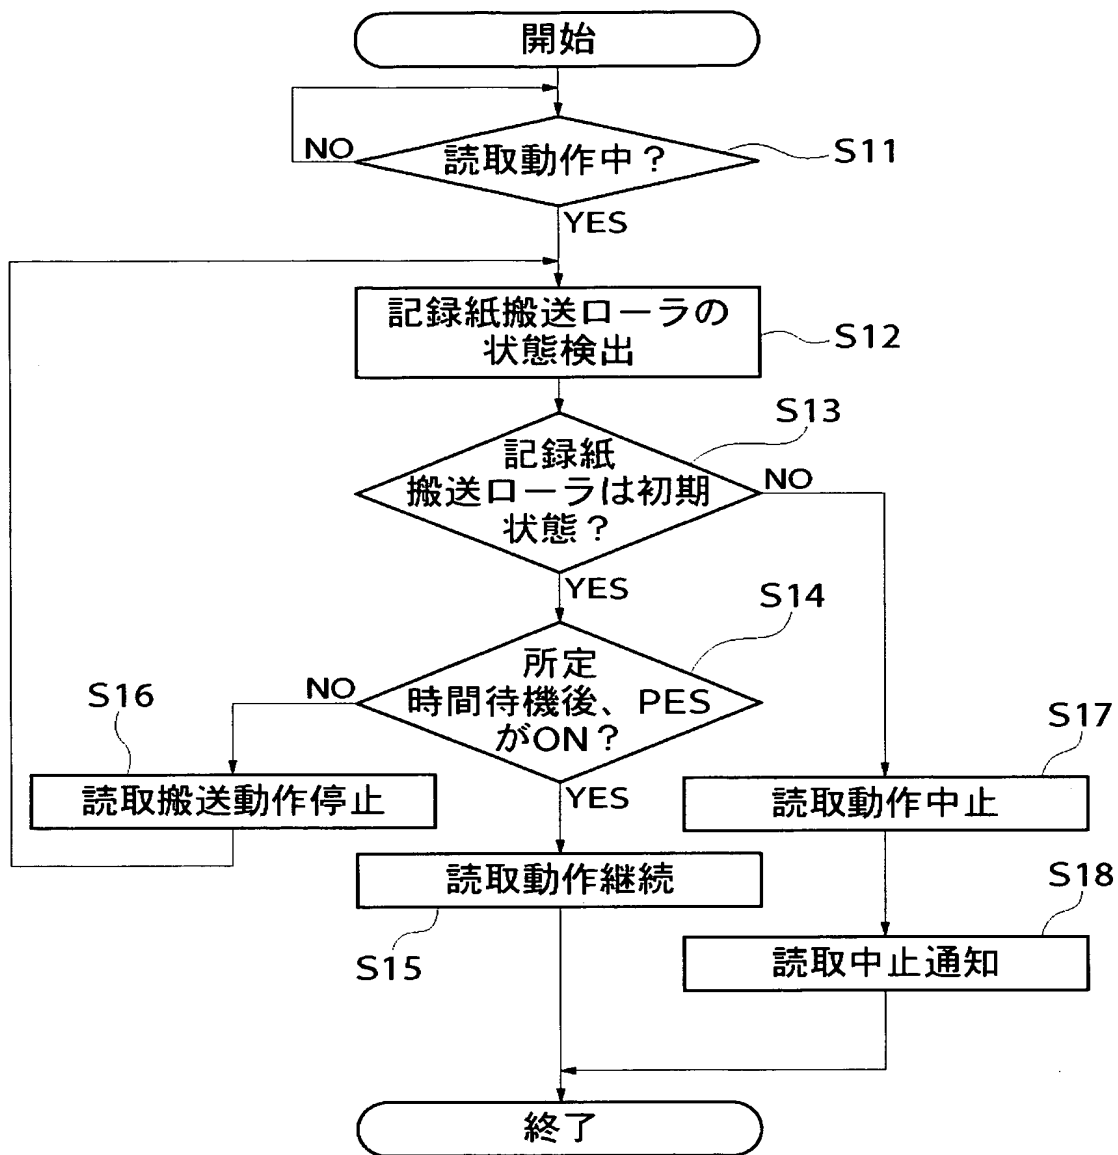 開始
NO
読取動作中？
S11
YES
記録紙搬送ローラの
状態検出
S12
S13
記録紙
搬送ローラは初期
状態？
NO
YES
S14
所定
時間待機後、PES
がON？
NO
S16
読取搬送動作停止
YES
S17
読取動作中止
読取動作継続
S15
S18
読取中止通知
終了